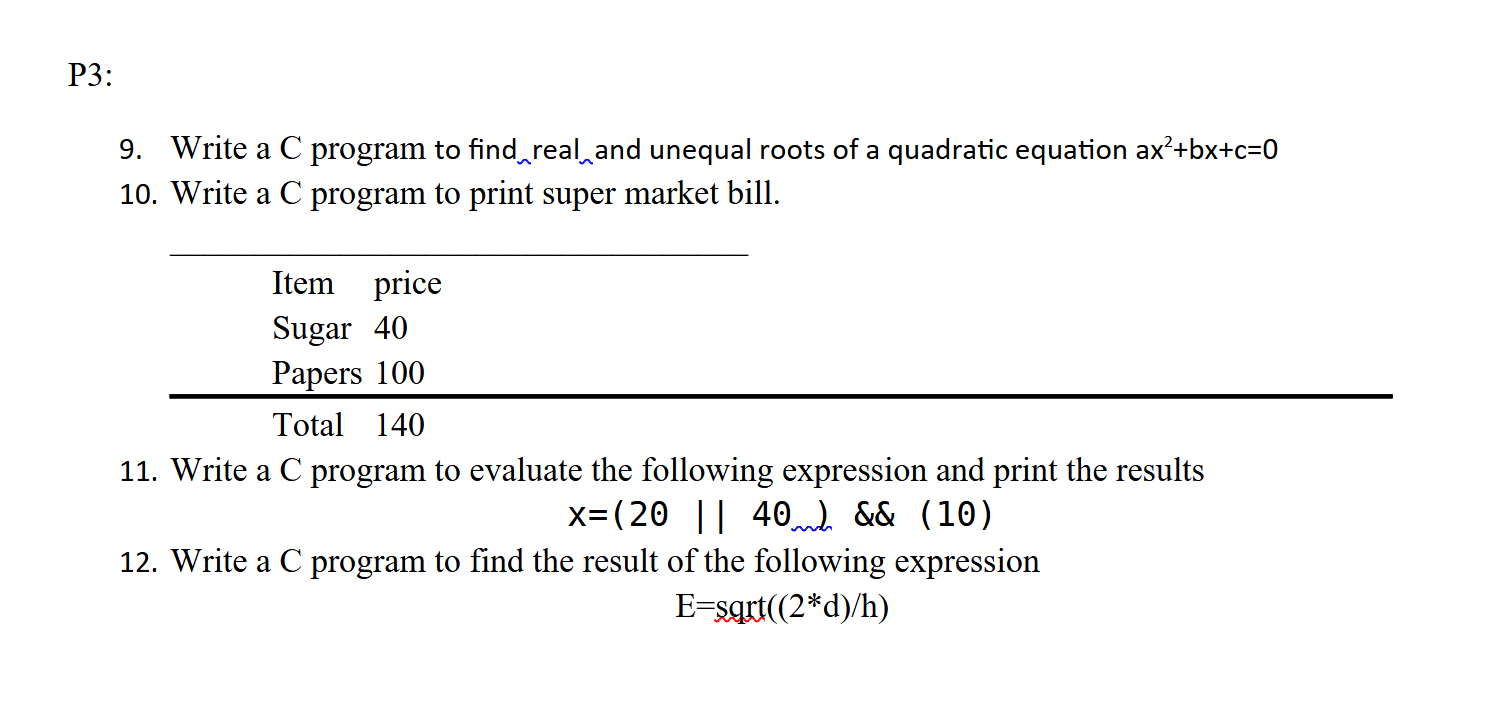 P3:
9. Write a C program to find real and unequal roots of a quadratic equation ax²+bx+c=0
10. Write a C program to print super market bill.
Item price
Sugar 40
Papers 100
Total 140
11. Write a C program to evaluate the following expression and print the results
x=(20 || 40 ) && (10)
12. Write a C program to find the result of the following expression
E=sqrt((2*d)/h)